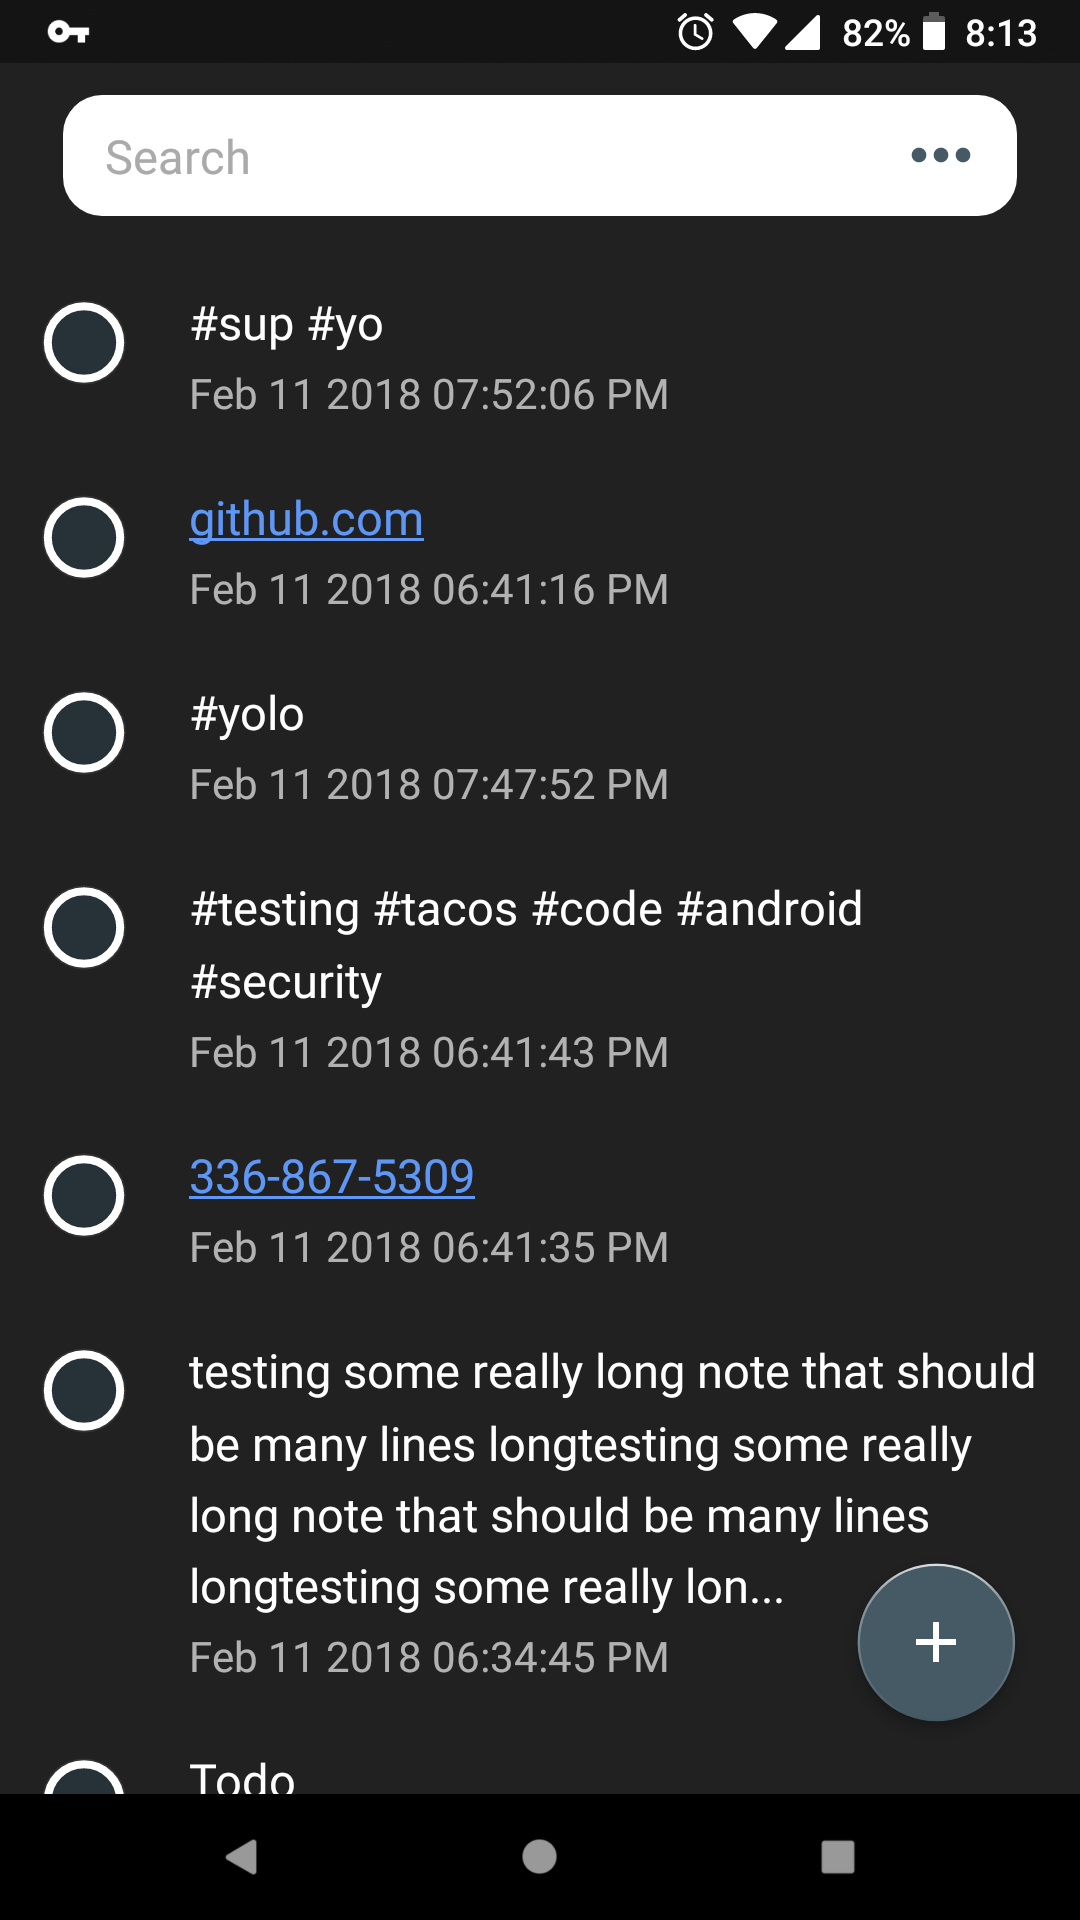 82% 8:13
Search
#sup #yo
Feb 11 2018 07:52:06 PM
github.com
Feb 11 2018 06:41:16 PM
#yolo
Feb 11 2018 07:47:52 PM
#testing #tacos #code #android
#security
Feb 11 2018 06:41:43 PM
336-867-5309
Feb 11 2018 06:41:35 PM
testing some really long note that should
be many lines longtesting some really
long note that should be many lines
longtesting some really lon...
Feb 11 2018 06:34:45 PM
Todo